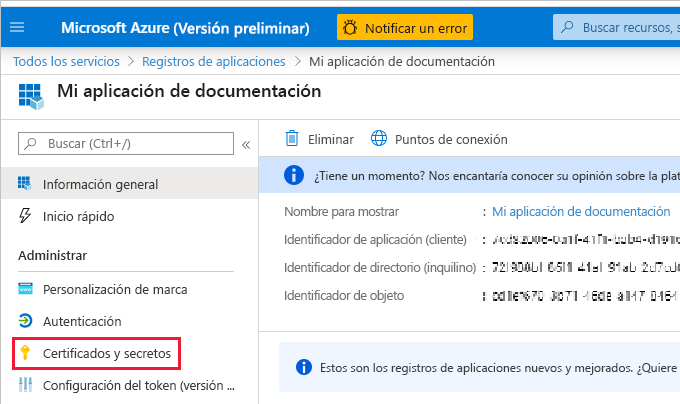 Microsoft Azure (Versión preliminar)
Notificar un error
Buscar recursos, s
Todos los servicios > Registros de aplicaciones > Mi aplicación de documentación
Mi aplicación de documentación
Buscar (Ctrl+/)
«
Eliminar
Puntos de conexión
Información general
Inicio rápido
Administrar
Personalización de marca
Autenticación
Certificados y secretos
Configuración del token (versión ...
¿Tiene un momento? Nos encantaría conocer su opinión sobre la plat
Nombre para mostrar : Mi aplicación de documentación
Identificador de aplicación (cliente) :
Identificador de directorio (inquilino) :
Identificador de objeto :
Estos son los registros de aplicaciones nuevos y mejorados. ¿Quiere